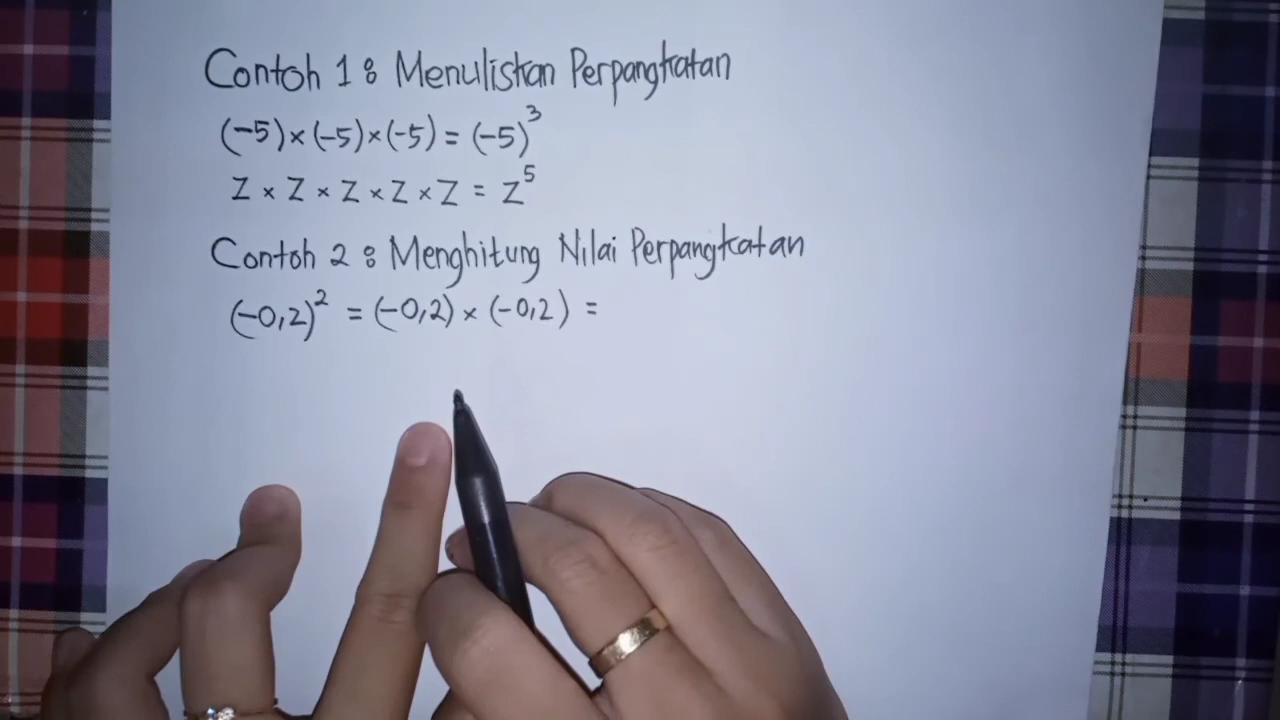 Contoh 1 : Menuliskan Perpangkatan
(-5)×(-5)×(-5) = (-5)³
Z × Z × Z × Z × Z = Z⁵
Contoh 2 : Menghitung Nilai Perpangkatan
(-0,2)² = (-0,2) × (-0,2) =